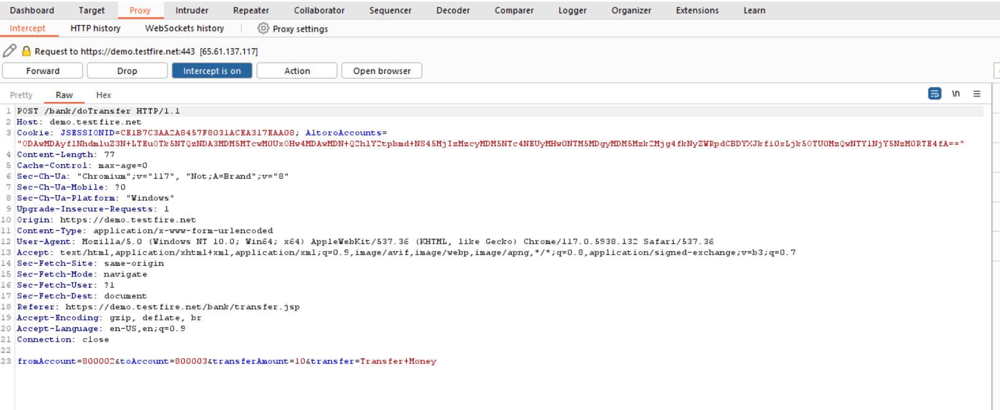 Dashboard Target Proxy Intruder Repeater Collaborator Sequencer Decoder Comparer Logger Organizer Extensions Learn
Intercept HTTP history WebSockets history Proxy settings
Request to https://demo.testfire.net:443 [65.61.137.117]
Forward Drop Intercept is on Action Open browser
Pretty Raw Hex \n
1 POST /bank/doTransfer HTTP/1.1
2 Host: demo.testfire.net
3 Cookie: JSESSIONID=CE1B7C3AA2A8457F8031ACEA317EAA08; AltoroAccounts=
"ODAwMDAyflNhdmluZ3N+LTEuOTk5NTQzNDA3MDM5MTcwM0UxOHw4MDAwMDN+Q2hlY2tpbmd+NS45MjIzMzcyMDM5NTc4NEUyMHw0NTM5MDgyMDM5Mzk2Mjg4fkNyZWRpdCBDYXJkfi0xLjk5OTU0MzQwNTY1NjY5NzM0RTE4fA=="
4 Content-Length: 77
5 Cache-Control: max-age=0
6 Sec-Ch-Ua: "Chromium";v="117", "Not;A=Brand";v="8"
7 Sec-Ch-Ua-Mobile: ?0
8 Sec-Ch-Ua-Platform: "Windows"
9 Upgrade-Insecure-Requests: 1
10 Origin: https://demo.testfire.net
11 Content-Type: application/x-www-form-urlencoded
12 User-Agent: Mozilla/5.0 (Windows NT 10.0; Win64; x64) AppleWebKit/537.36 (KHTML, like Gecko) Chrome/117.0.5938.132 Safari/537.36
13 Accept: text/html,application/xhtml+xml,application/xml;q=0.9,image/avif,image/webp,image/apng,*/*;q=0.8,application/signed-exchange;v=b3;q=0.7
14 Sec-Fetch-Site: same-origin
15 Sec-Fetch-Mode: navigate
16 Sec-Fetch-User: ?1
17 Sec-Fetch-Dest: document
18 Referer: https://demo.testfire.net/bank/transfer.jsp
19 Accept-Encoding: gzip, deflate, br
20 Accept-Language: en-US,en;q=0.9
21 Connection: close
22
23 fromAccount=800002&toAccount=800003&transferAmount=10&transfer=Transfer+Money